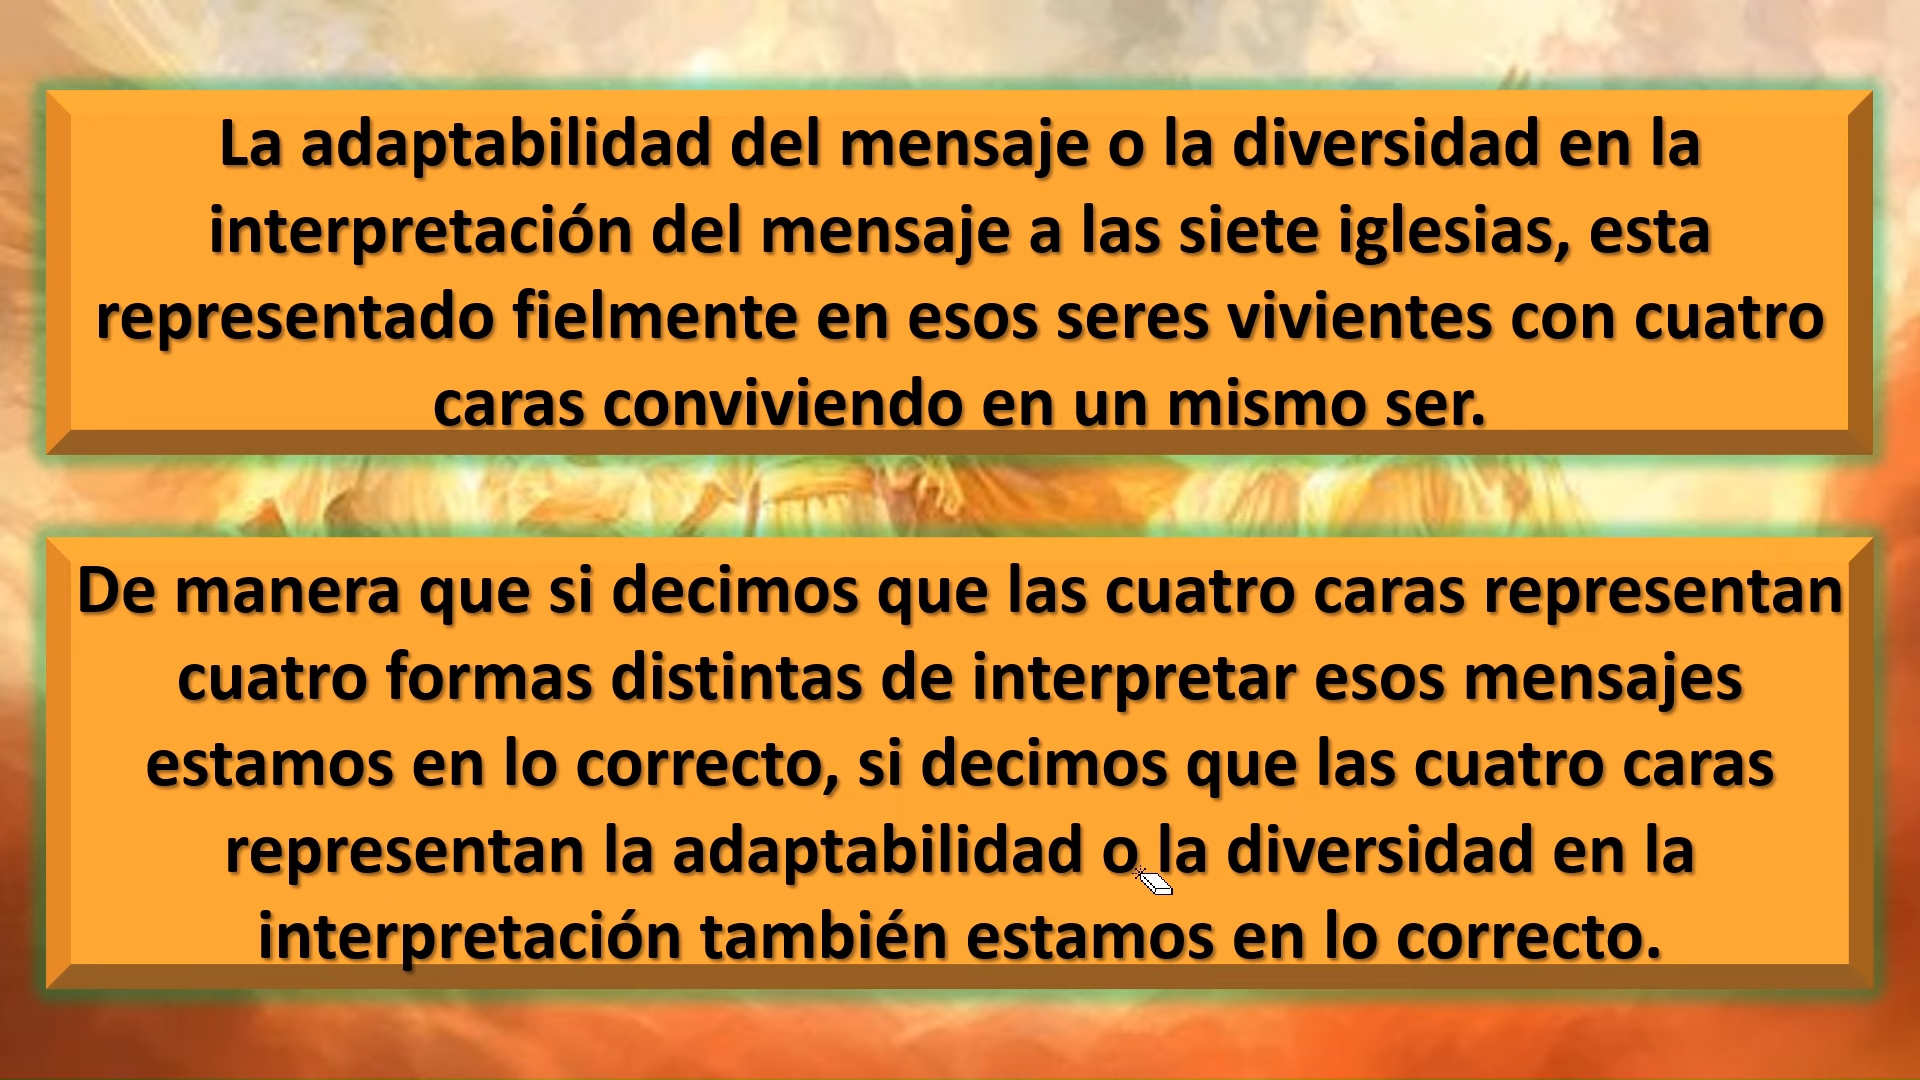 La adaptabilidad del mensaje o la diversidad en la
interpretación del mensaje a las siete iglesias, esta
representado fielmente en esos seres vivientes con cuatro
caras conviviendo en un mismo ser.
De manera que si decimos que las cuatro caras representan
cuatro formas distintas de interpretar esos mensajes
estamos en lo correcto, si decimos que las cuatro caras
representan la adaptabilidad o la diversidad en la
interpretación también estamos en lo correcto.